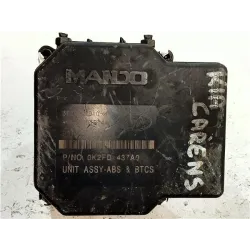 MANDO
P/NO. 0K2FD 437A0
UNIT ASSY-ABS & BTCS
KIA
CARENS